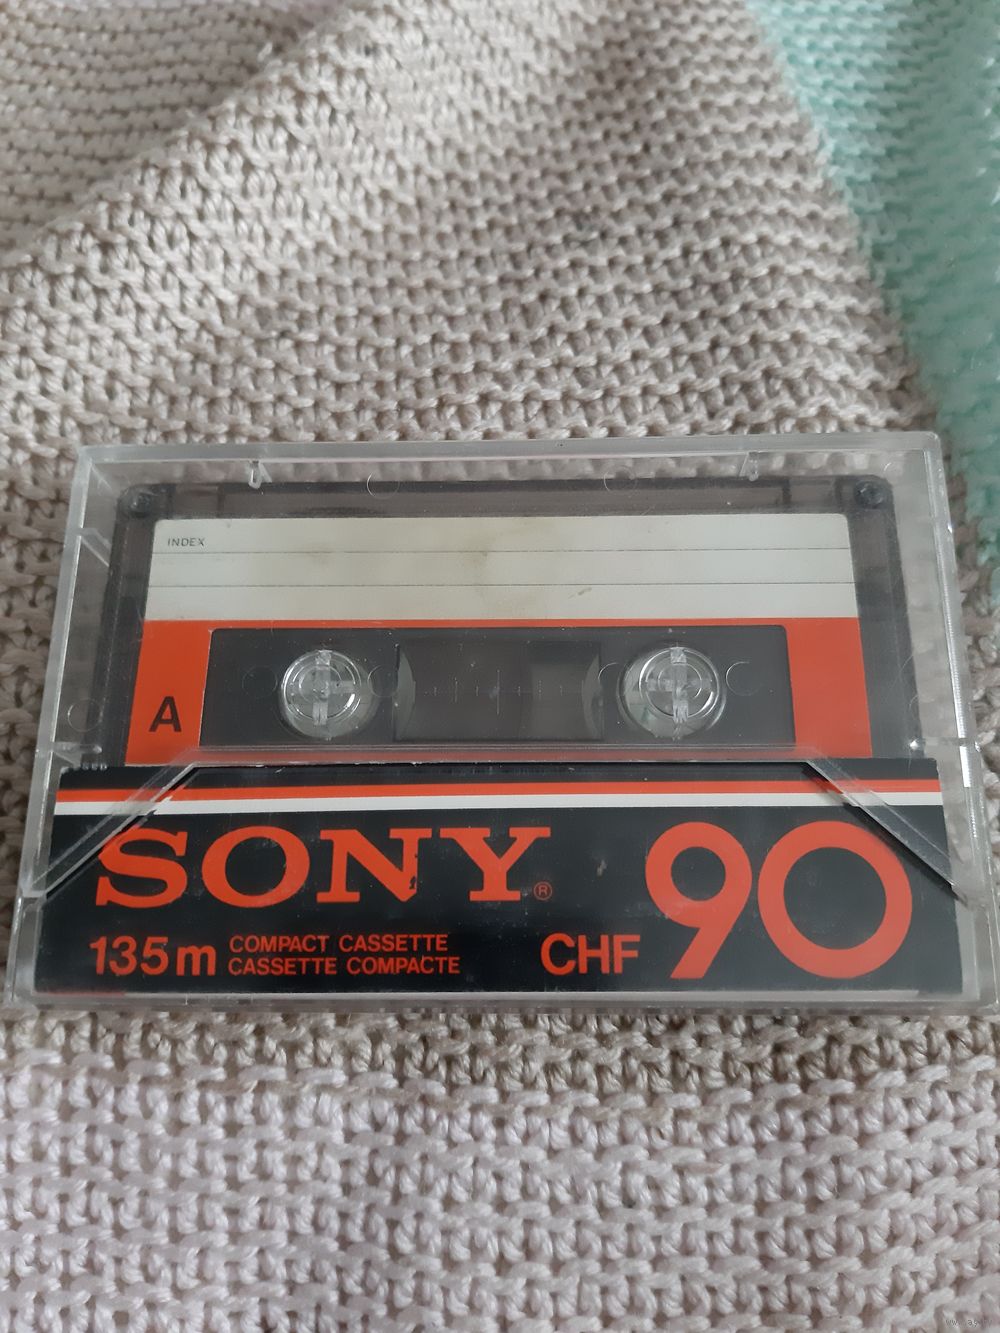 INDEX
A
SONY®
90
135m COMPACT CASSETTE
CASSETTE COMPACTE
CHF